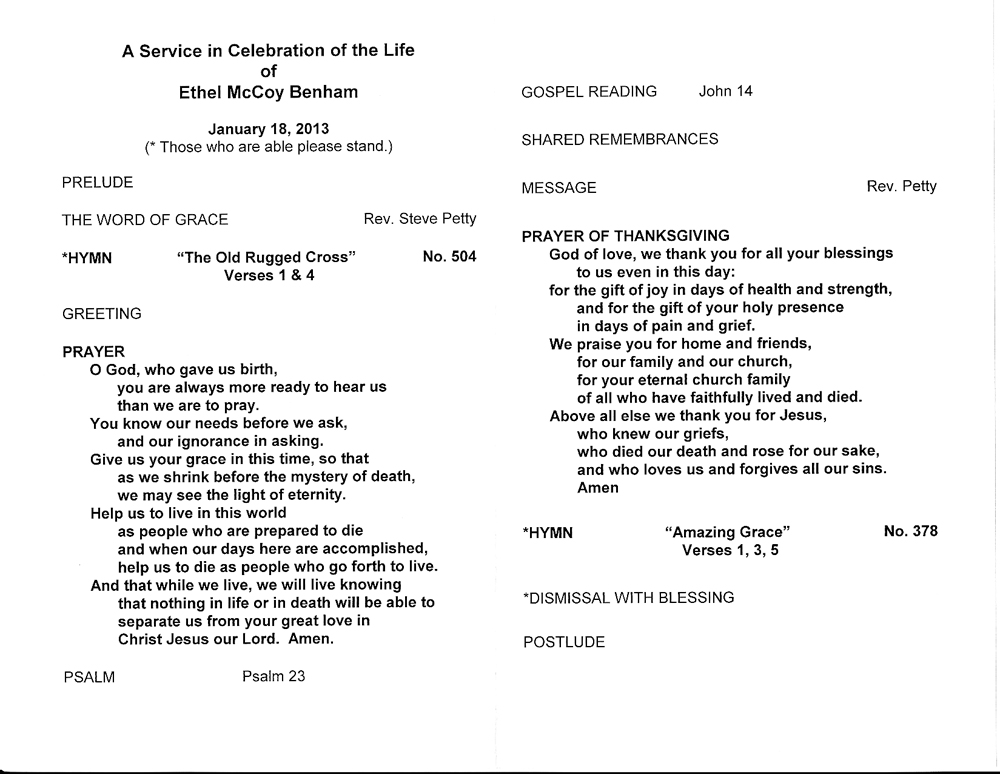 A Service in Celebration of the Life
of
Ethel McCoy Benham
January 18, 2013
(* Those who are able please stand.)
PRELUDE
THE WORD OF GRACE Rev. Steve Petty
*HYMN "The Old Rugged Cross" No. 504
Verses 1 & 4
GREETING
PRAYER
O God, who gave us birth,
you are always more ready to hear us
than we are to pray.
You know our needs before we ask,
and our ignorance in asking.
Give us your grace in this time, so that
as we shrink before the mystery of death,
we may see the light of eternity.
Help us to live in this world
as people who are prepared to die
and when our days here are accomplished,
help us to die as people who go forth to live.
And that while we live, we will live knowing
that nothing in life or in death will be able to
separate us from your great love in
Christ Jesus our Lord. Amen.
PSALM Psalm 23
GOSPEL READING John 14
SHARED REMEMBRANCES
MESSAGE Rev. Petty
PRAYER OF THANKSGIVING
God of love, we thank you for all your blessings
to us even in this day:
for the gift of joy in days of health and strength,
and for the gift of your holy presence
in days of pain and grief.
We praise you for home and friends,
for our family and our church,
for your eternal church family
of all who have faithfully lived and died.
Above all else we thank you for Jesus,
who knew our griefs,
who died our death and rose for our sake,
and who loves us and forgives all our sins.
Amen
*HYMN "Amazing Grace" No. 378
Verses 1, 3, 5
*DISMISSAL WITH BLESSING
POSTLUDE